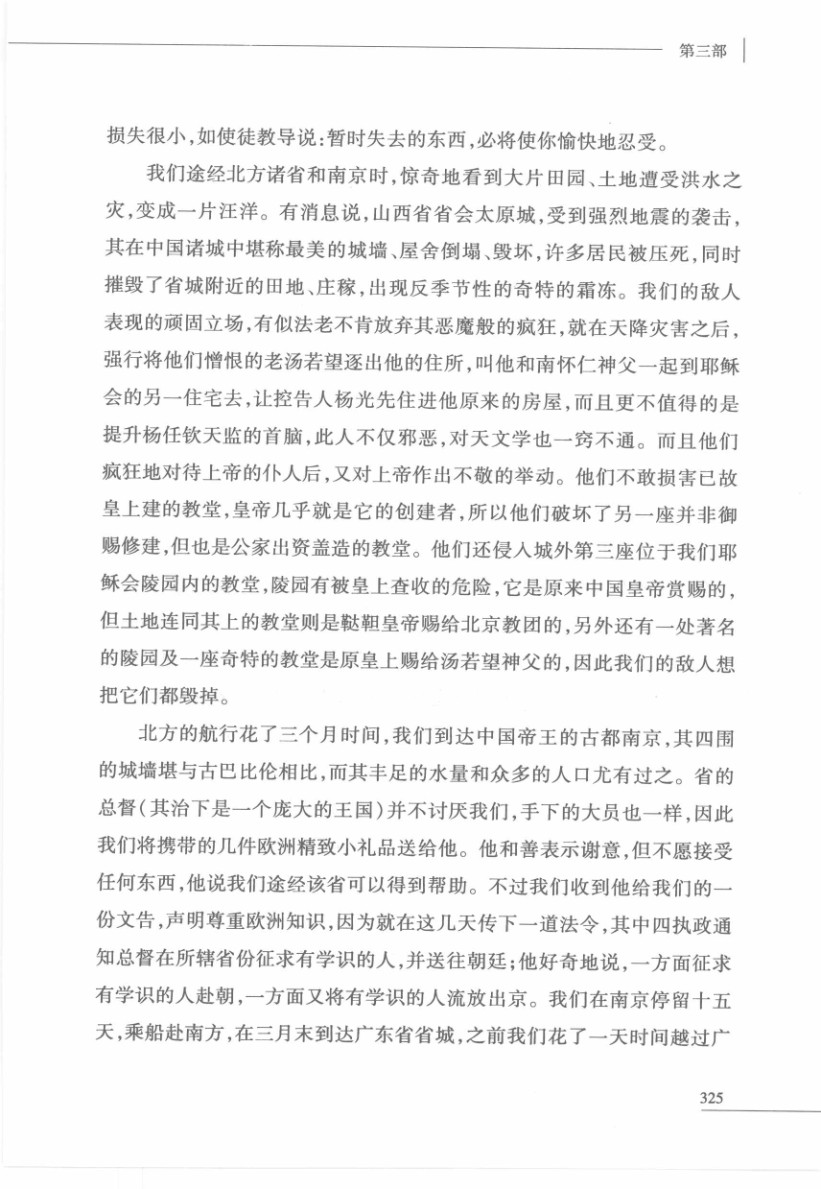 第三部
损失很小,如使徒教导说:暂时失去的东西,必将使你愉快地忍受。
我们途经北方诸省和南京时,惊奇地看到大片田园、土地遭受洪水之
灾,变成一片汪洋。有消息说,山西省省会太原城,受到强烈地震的袭击,
其在中国诸城中堪称最美的城墙、屋舍倒塌、毁坏,许多居民被压死,同时
摧毁了省城附近的田地、庄稼,出现反季节性的奇特的霜冻。我们的敌人
表现的顽固立场,有似法老不肯放弃其恶魔般的疯狂,就在天降灾害之后,
强行将他们憎恨的老汤若望逐出他的住所,叫他和南怀仁神父一起到耶稣
会的另一住宅去,让控告人杨光先住进他原来的房屋,而且更不值得的是
提升杨任钦天监的首脑,此人不仅邪恶,对天文学也一窍不通。而且他们
疯狂地对待上帝的仆人后,又对上帝作出不敬的举动。他们不敢损害已故
皇上建的教堂,皇帝几乎就是它的创建者,所以他们破坏了另一座并非御
赐修建,但也是公家出资盖造的教堂。他们还侵入城外第三座位于我们耶
稣会陵园内的教堂,陵园有被皇上查收的危险,它是原来中国皇帝赏赐的,
但土地连同其上的教堂则是鞑靼皇帝赐给北京教团的,另外还有一处著名
的陵园及一座奇特的教堂是原皇上赐给汤若望神父的,因此我们的敌人想
把它们都毁掉。
北方的航行花了三个月时间,我们到达中国帝王的古都南京,其四围
的城墙堪与古巴比伦相比,而其丰足的水量和众多的人口尤有过之。省的
总督(其治下是一个庞大的王国)并不讨厌我们,手下的大员也一样,因此
我们将携带的几件欧洲精致小礼品送给他。他和善表示谢意,但不愿接受
任何东西,他说我们途经该省可以得到帮助。不过我们收到他给我们的一
份文告,声明尊重欧洲知识,因为就在这几天传下一道法令,其中四执政通
知总督在所辖省份征求有学识的人,并送往朝廷;他好奇地说,一方面征求
有学识的人赴朝,一方面又将有学识的人流放出京。我们在南京停留十五
天,乘船赴南方,在三月末到达广东省省城,之前我们花了一天时间越过广
325